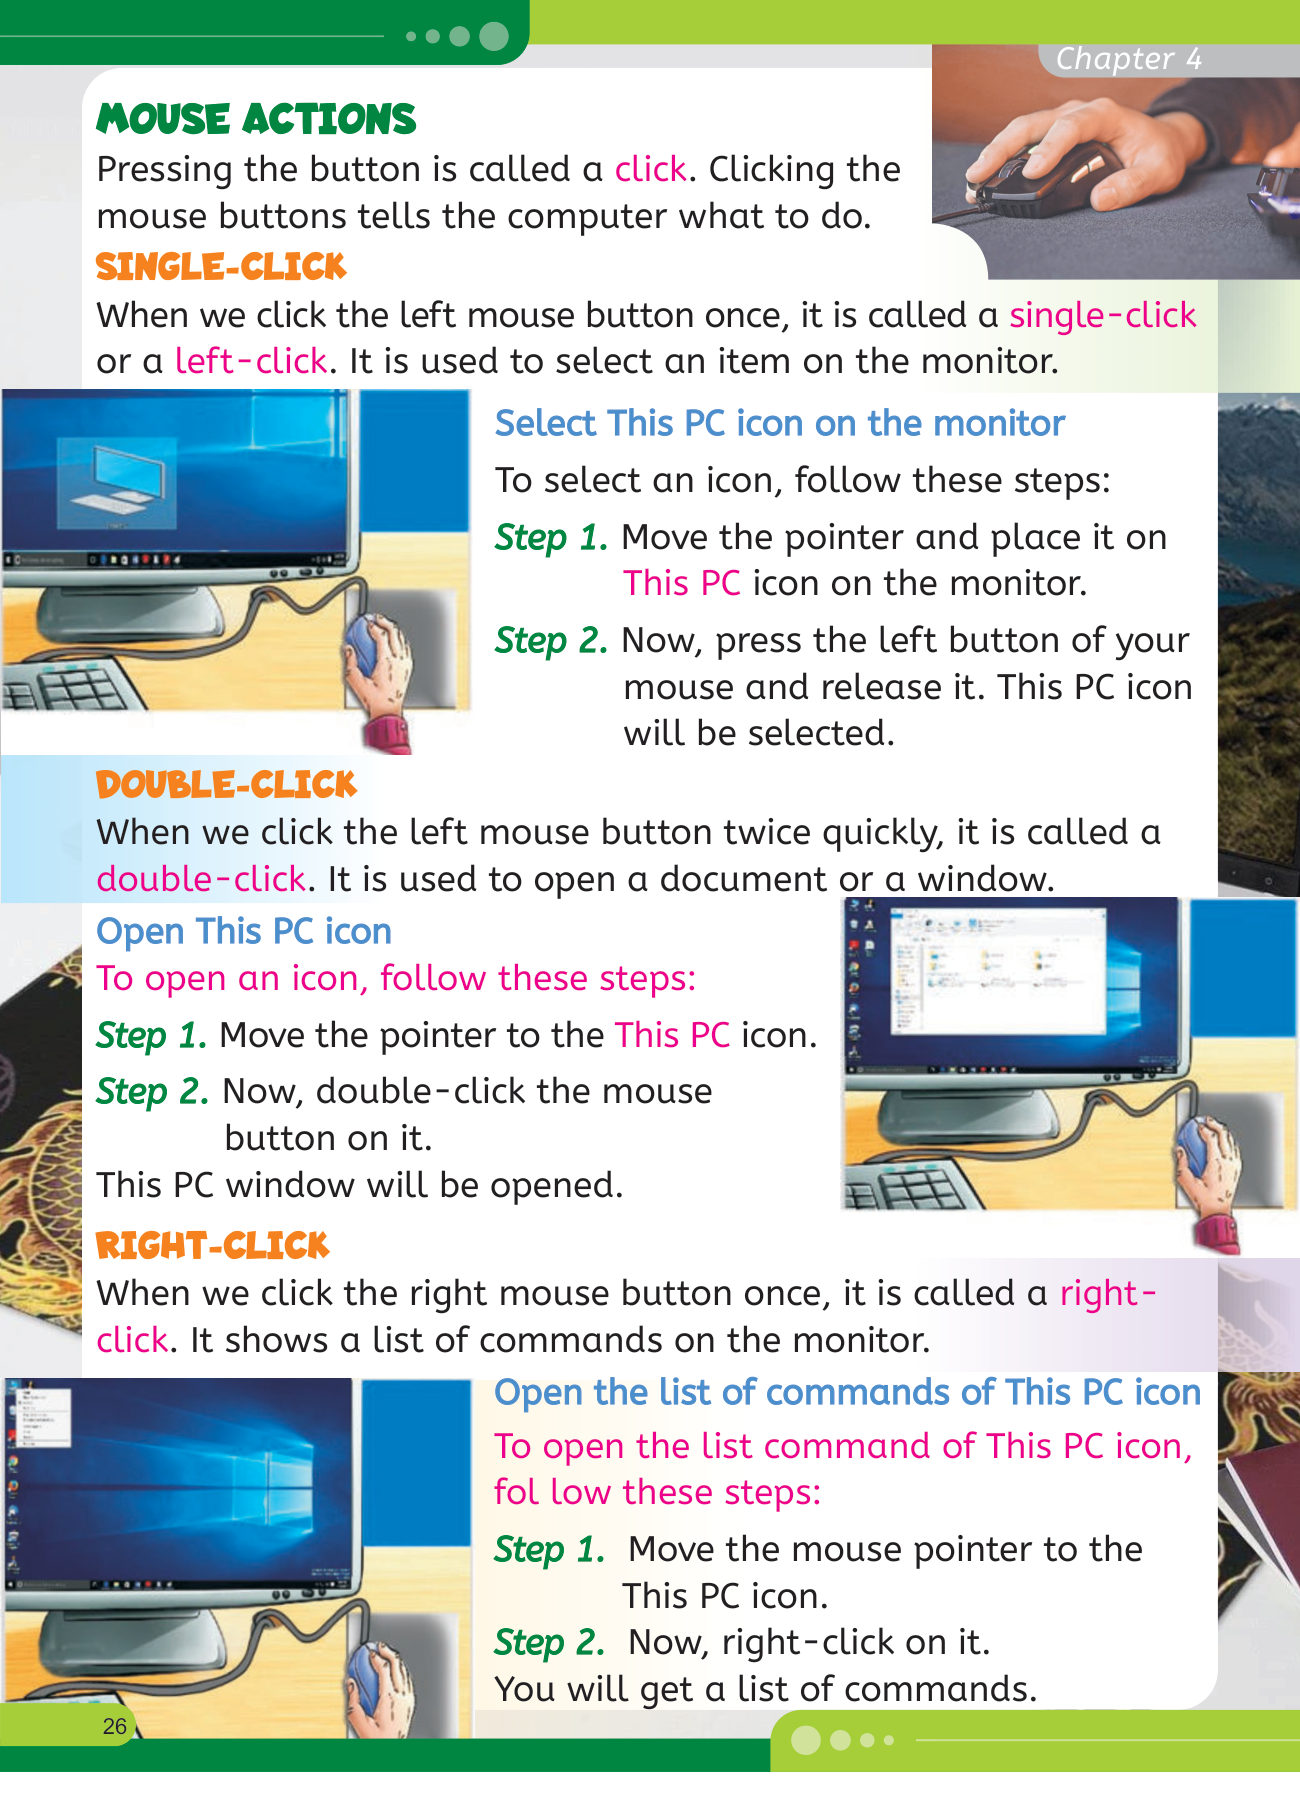 Chapter 4
MOUSE ACTIONS
Pressing the button is called a click. Clicking the
mouse buttons tells the computer what to do.
SINGLE-CLICK
When we click the left mouse button once, it is called a single-click
or a left-click. It is used to select an item on the monitor.
Select This PC icon on the monitor
To select an icon, follow these steps:
Step 1. Move the pointer and place it on
This PC icon on the monitor.
Step 2. Now, press the left button of your
mouse and release it. This PC icon
will be selected.
DOUBLE-CLICK
When we click the left mouse button twice quickly, it is called a
double-click. It is used to open a document or a window.
Open This PC icon
To open an icon, follow these steps:
Step 1. Move the pointer to the This PC icon.
Step 2. Now, double-click the mouse
button on it.
This PC window will be opened.
RIGHT-CLICK
When we click the right mouse button once, it is called a right-
click. It shows a list of commands on the monitor.
Open the list of commands of This PC icon
To open the list command of This PC icon,
fol low these steps:
Step 1. Move the mouse pointer to the
This PC icon.
Step 2. Now, right-click on it.
You will get a list of commands.
26